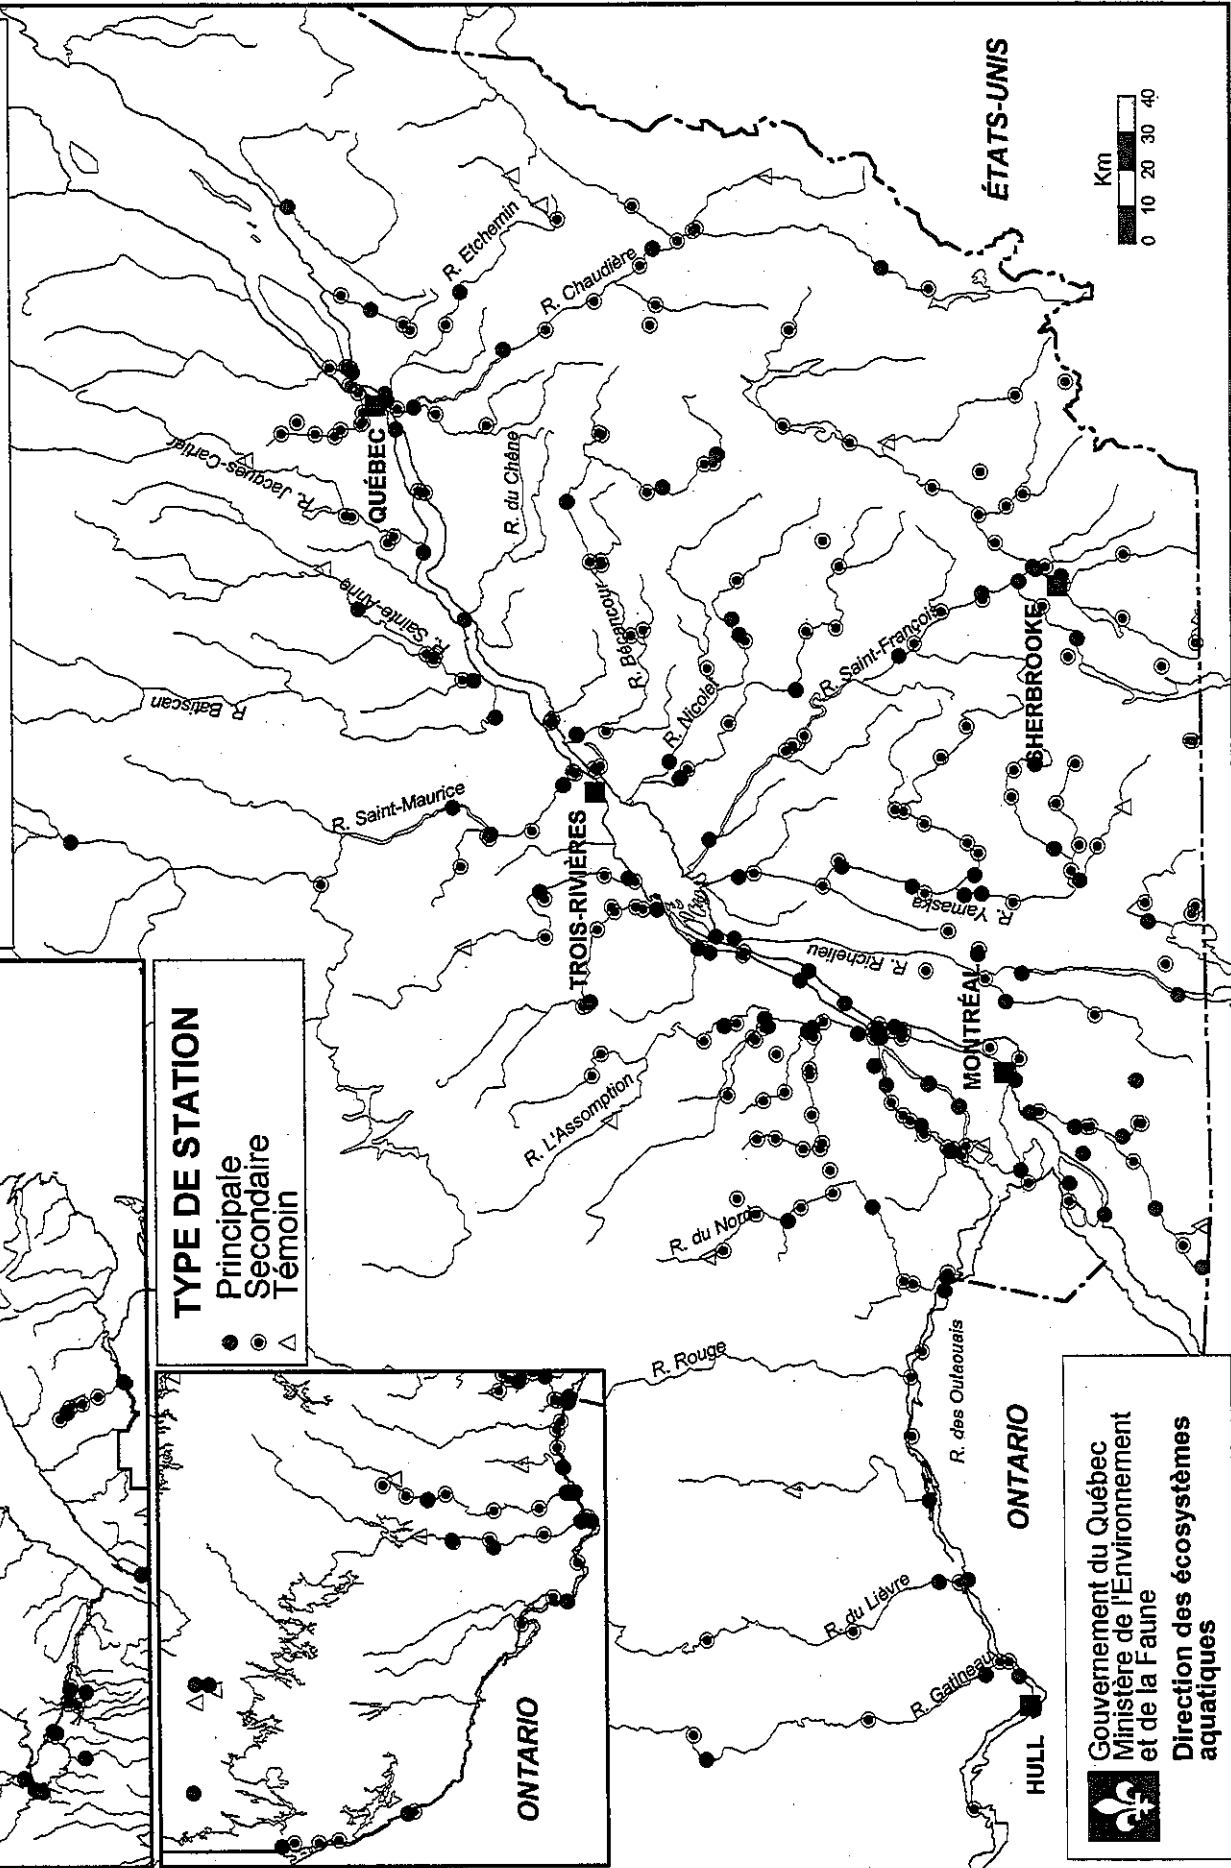 TYPE DE STATION
Principale
Secondaire
Témoin
ONTARIO
HULL
R. Gatineau
R. du Lièvre
ONTARIO
R. des Outaouais
R. Rouge
R. du Nord
R. L'Assomption
MONTRÉAL
R. Richelieu
R. Yamaska
TROIS-RIVIÈRES
R. Saint-Maurice
R. Batiscan
R. Sainte-Anne
R. Jacques-Cartier
QUÉBEC
R. du Chêne
R. Bécancour
R. Nicolet
R. Saint-François
SHERBROOKE
R. Chaudière
R. Etchemin
ÉTATS-UNIS
Km
0 10 20 30 40
Gouvernement du Québec
Ministère de l'Environnement
et de la Faune
Direction des écosystèmes
aquatiques